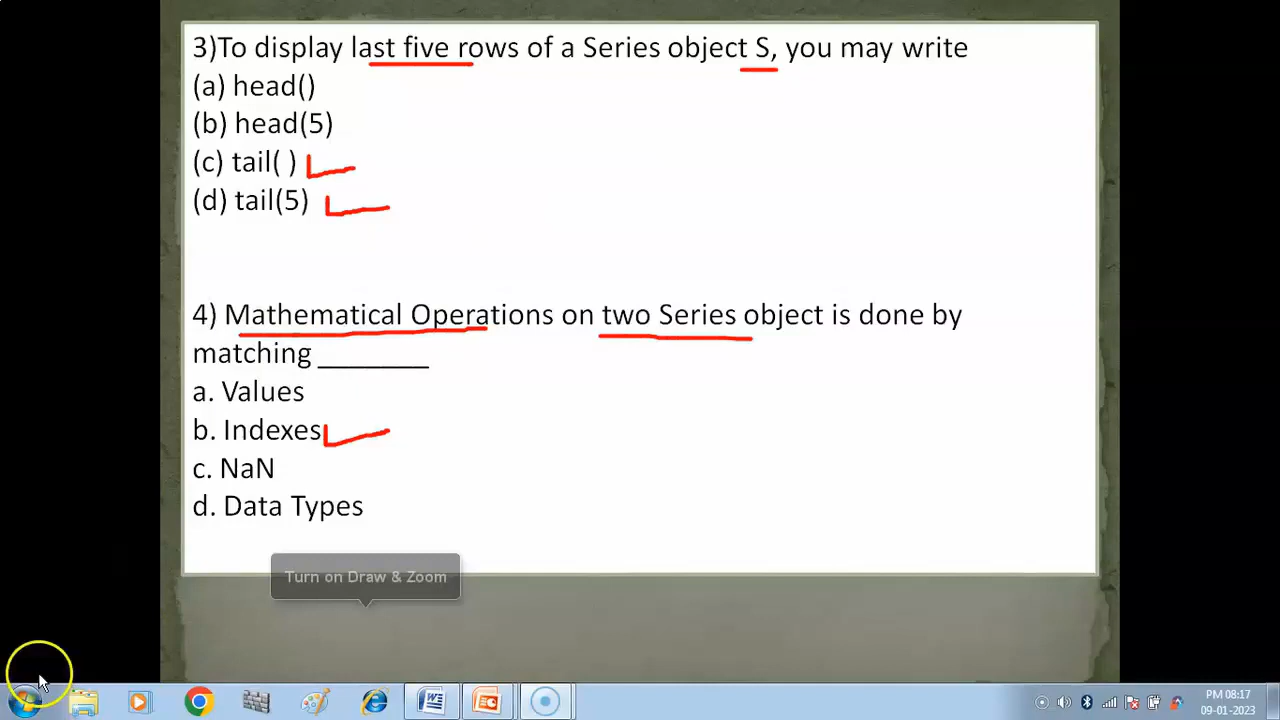 3)To display last five rows of a Series object S, you may write
(a) head()
(b) head(5)
(c) tail( )
(d) tail(5)
4) Mathematical Operations on two Series object is done by
matching _______
a. Values
b. Indexes
c. NaN
d. Data Types
Turn on Draw & Zoom
PM 08:17
09-01-2023